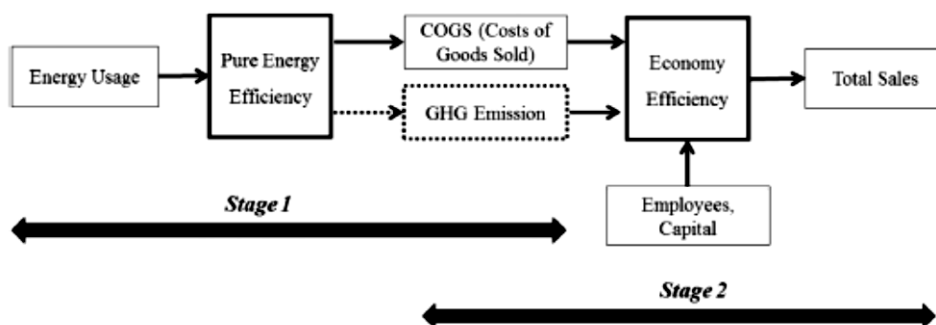 Energy Usage
Pure Energy
Efficiency
COGS (Costs of
Goods Sold)
GHG Emission
Economy
Efficiency
Total Sales
Employees,
Capital
Stage 1
Stage 2